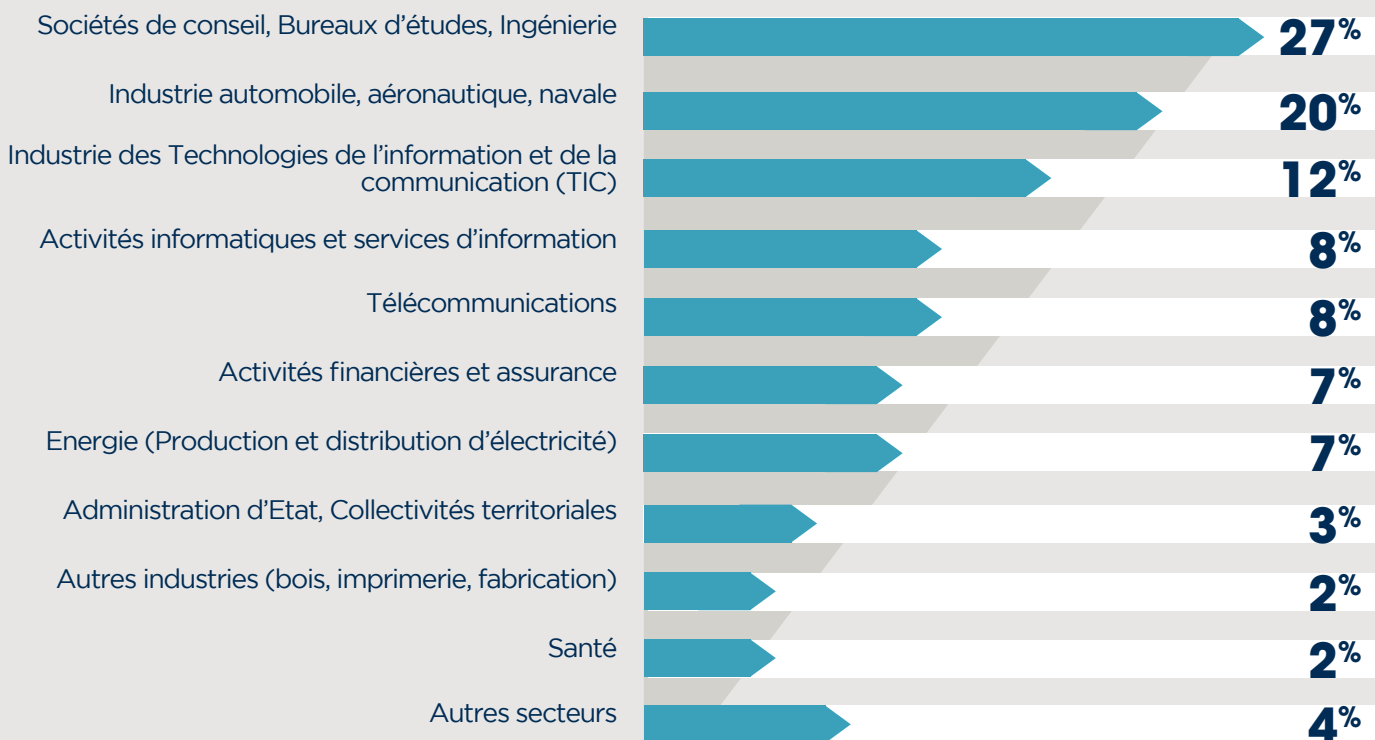 Sociétés de conseil, Bureaux d’études, Ingénierie 27%
Industrie automobile, aéronautique, navale 20%
Industrie des Technologies de l’information et de la
communication (TIC) 12%
Activités informatiques et services d’information 8%
Télécommunications 8%
Activités financières et assurance 7%
Energie (Production et distribution d’électricité) 7%
Administration d’Etat, Collectivités territoriales 3%
Autres industries (bois, imprimerie, fabrication) 2%
Santé 2%
Autres secteurs 4%